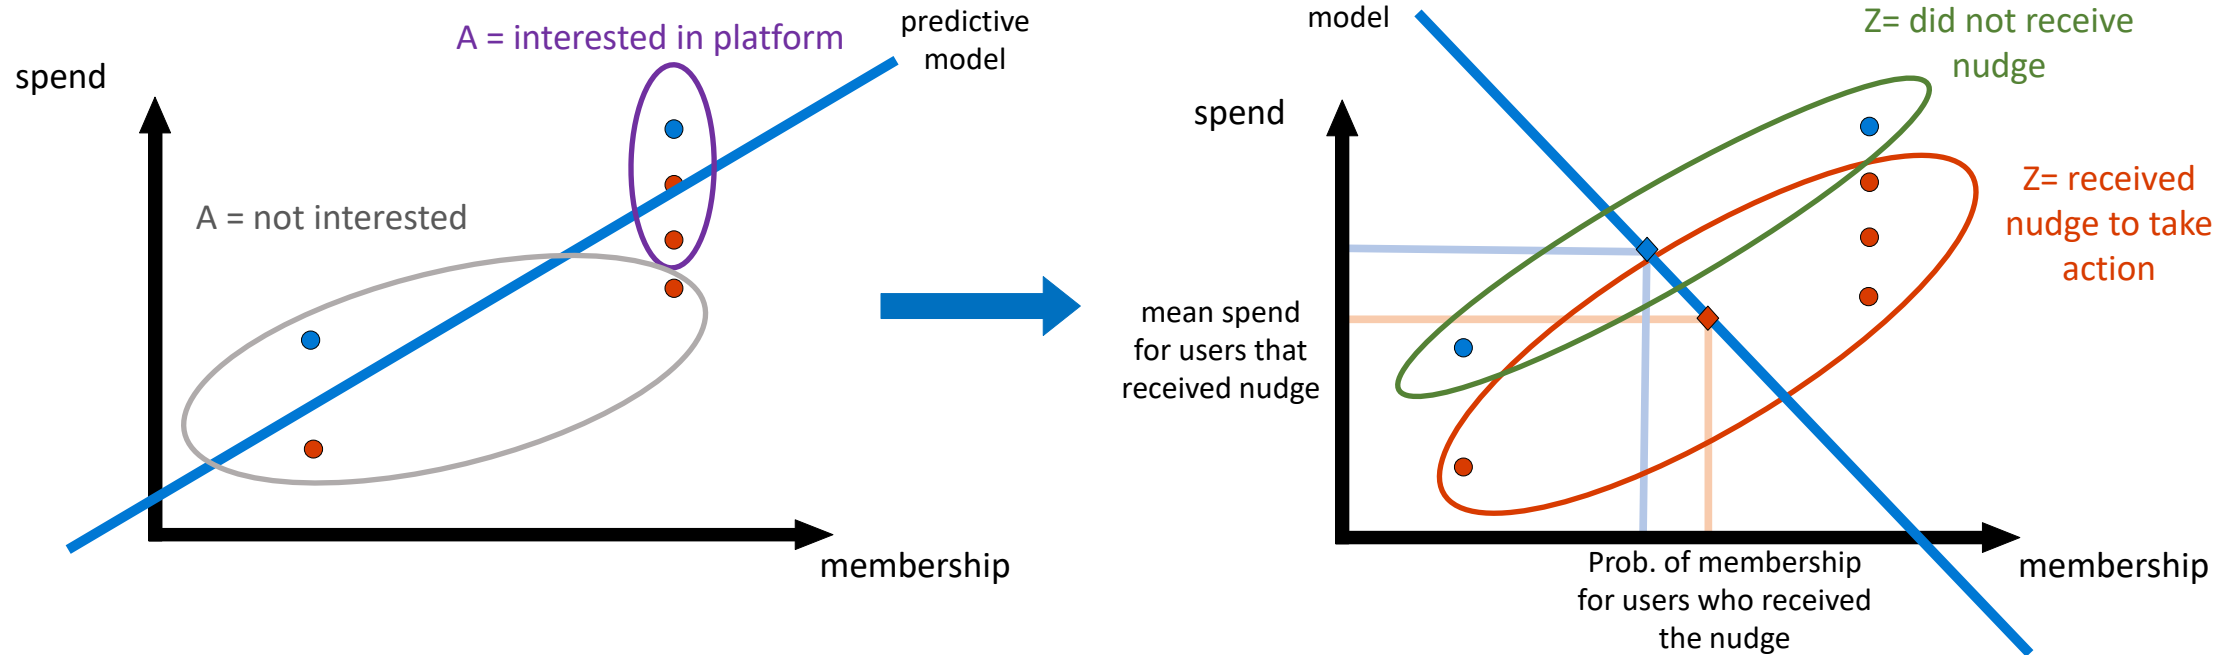 A = interested in platform
predictive
model
spend
A = not interested
membership
model
Z= did not receive
nudge
spend
Z= received
nudge to take
action
mean spend
for users that
received nudge
Prob. of membership
for users who received
the nudge
membership